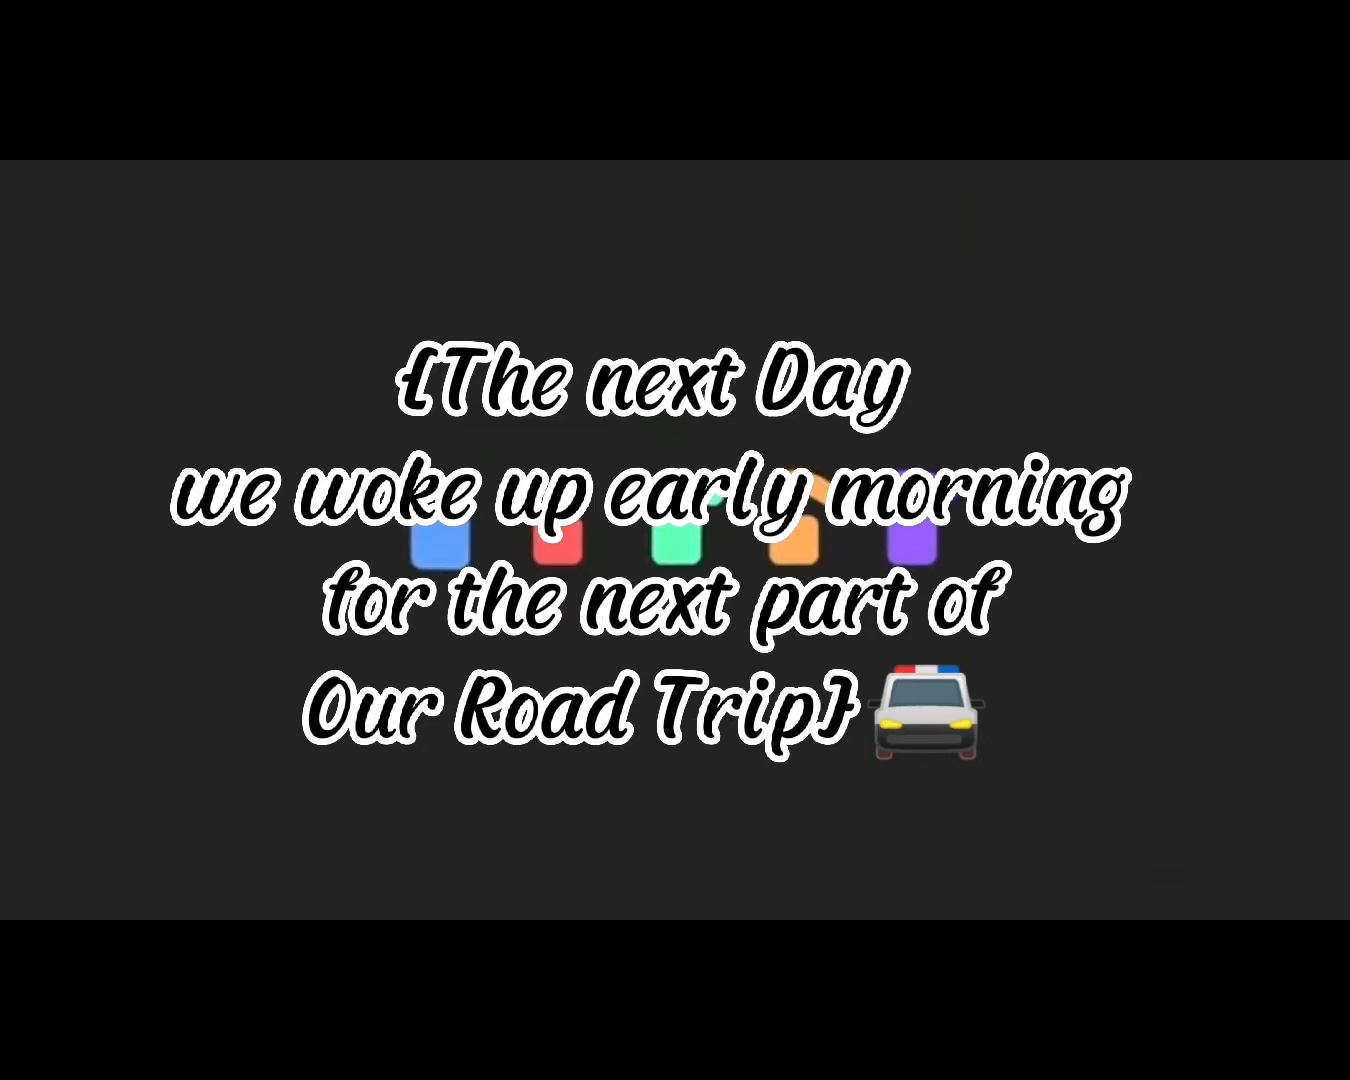 {The next Day
we woke up early morning
for the next part of
Our Road Trip} 🚔